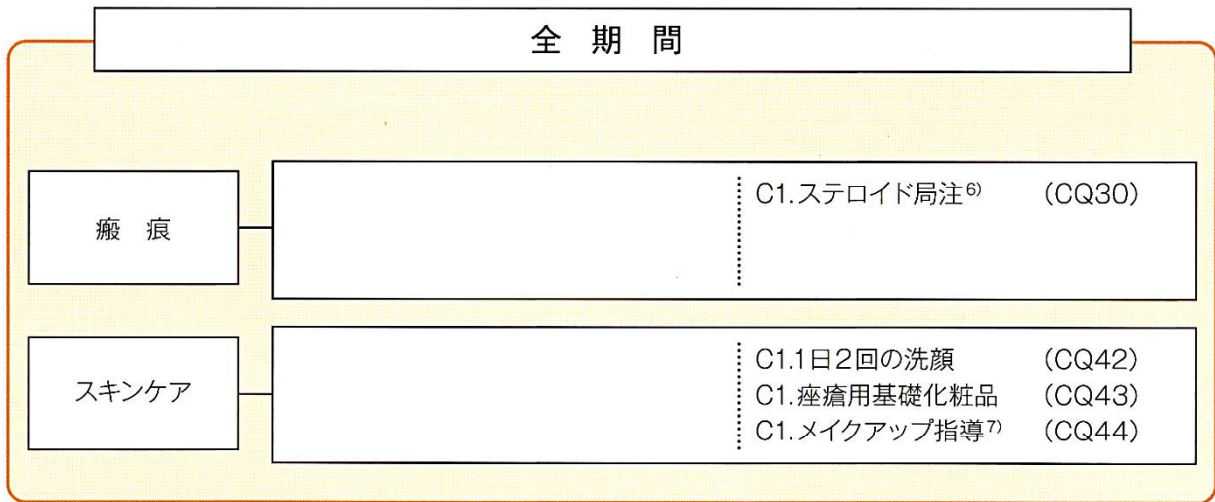 全期間
瘢痕
C1.ステロイド局注6) (CQ30)
スキンケア
C1.1日2回の洗顔 (CQ42)
C1.痤瘡用基礎化粧品 (CQ43)
C1.メイクアップ指導7) (CQ44)